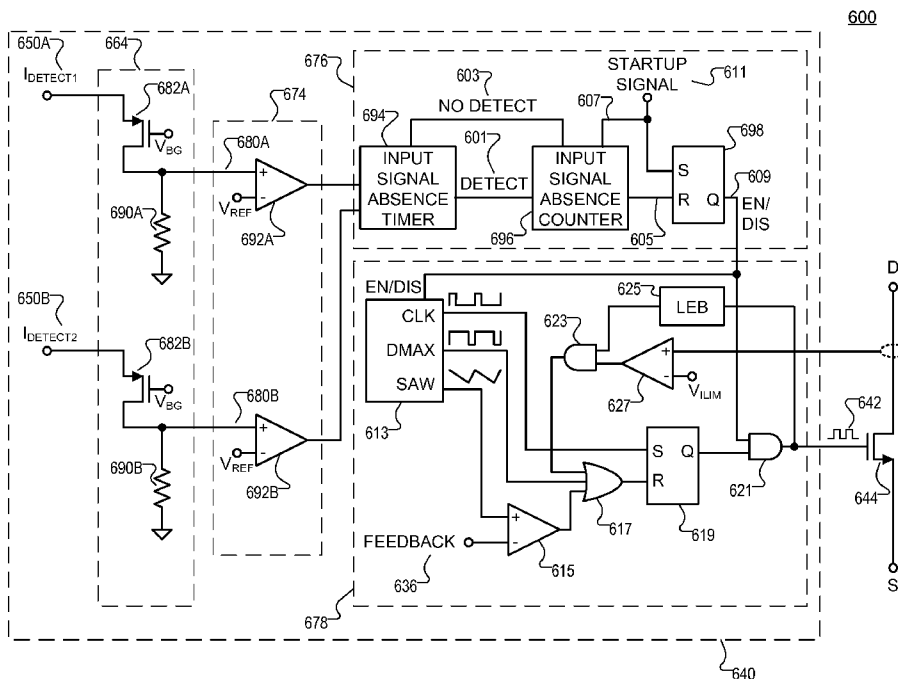 600
650A
I_DETECT1
664
682A
V_BG
680A
690A
674
V_REF
692A
676
603
NO DETECT
694
INPUT
SIGNAL
ABSENCE
TIMER
601
DETECT
607
STARTUP
SIGNAL
611
INPUT
SIGNAL
ABSENCE
COUNTER
696
605
S
R Q
698
609
EN/
DIS
650B
I_DETECT2
682B
V_BG
680B
690B
V_REF
692B
EN/DIS
CLK
DMAX
SAW
613
625
LEB
623
627
V_ILIM
S Q
R
619
617
615
621
642
644
D
S
FEEDBACK
636
678
640